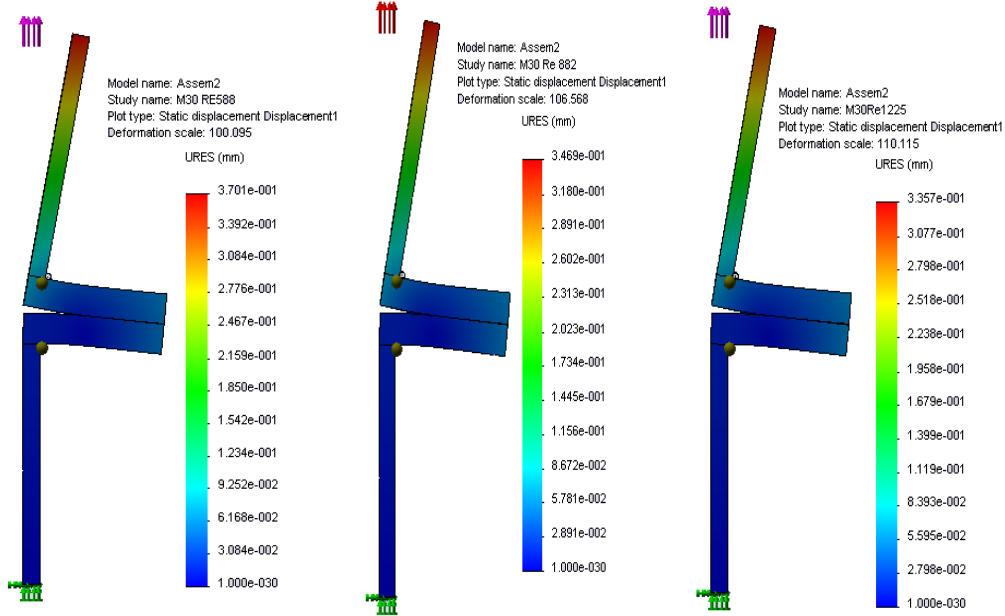 Model name: Assem2
Study name: M30 RE588
Plot type: Static displacement Displacement1
Deformation scale: 100.095
URES (mm)
3.701e-001
3.392e-001
3.084e-001
2.776e-001
2.467e-001
2.159e-001
1.850e-001
1.542e-001
1.234e-001
9.252e-002
6.168e-002
3.084e-002
1.000e-030
Model name: Assem2
Study name: M30 Re 882
Plot type: Static displacement Displacement1
Deformation scale: 106.568
URES (mm)
3.469e-001
3.180e-001
2.891e-001
2.602e-001
2.313e-001
2.023e-001
1.734e-001
1.445e-001
1.156e-001
8.672e-002
5.781e-002
2.891e-002
1.000e-030
Model name: Assem2
Study name: M30Re1225
Plot type: Static displacement Displacement1
Deformation scale: 110.115
URES (mm)
3.357e-001
3.077e-001
2.798e-001
2.518e-001
2.238e-001
1.958e-001
1.679e-001
1.399e-001
1.119e-001
8.393e-002
5.595e-002
2.798e-002
1.000e-030